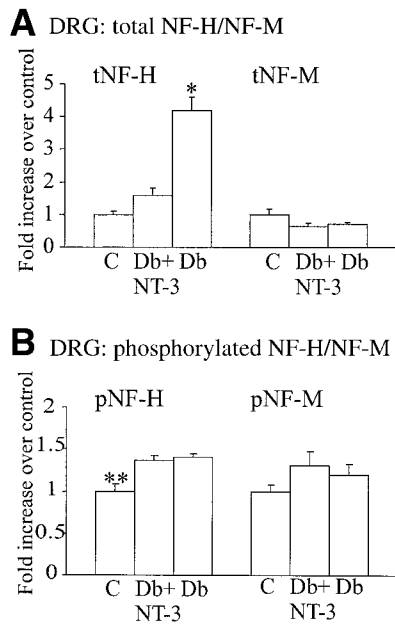 A DRG: total NF-H/NF-M
tNF-H tNF-M
Fold increase over control
5
4
3
2
1
0
*
C Db+ Db C Db+ Db
NT-3 NT-3
B DRG: phosphorylated NF-H/NF-M
pNF-H pNF-M
Fold increase over control
2
1.5
1
0.5
0
**
C Db+ Db C Db+ Db
NT-3 NT-3